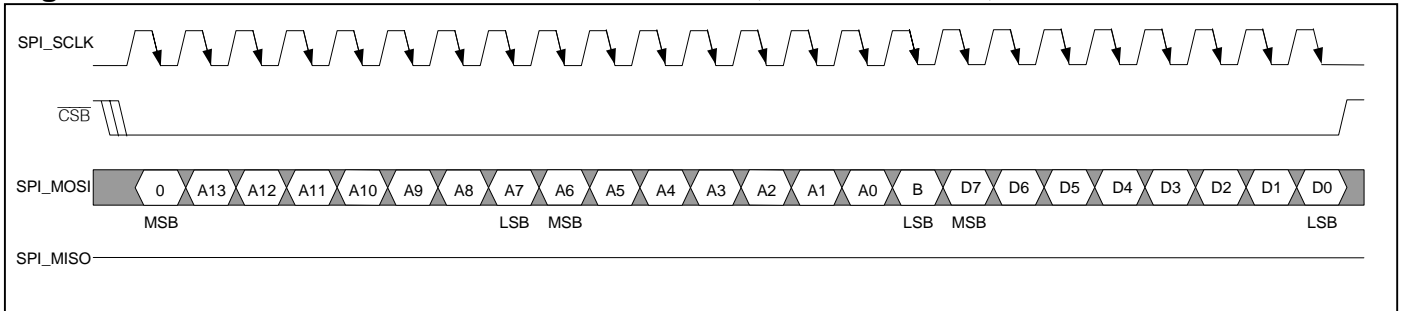 SPI_SCLK
CSB
SPI_MOSI 0 A13 A12 A11 A10 A9 A8 A7 A6 A5 A4 A3 A2 A1 A0 B D7 D6 D5 D4 D3 D2 D1 D0
MSB LSB MSB LSB MSB LSB
SPI_MISO